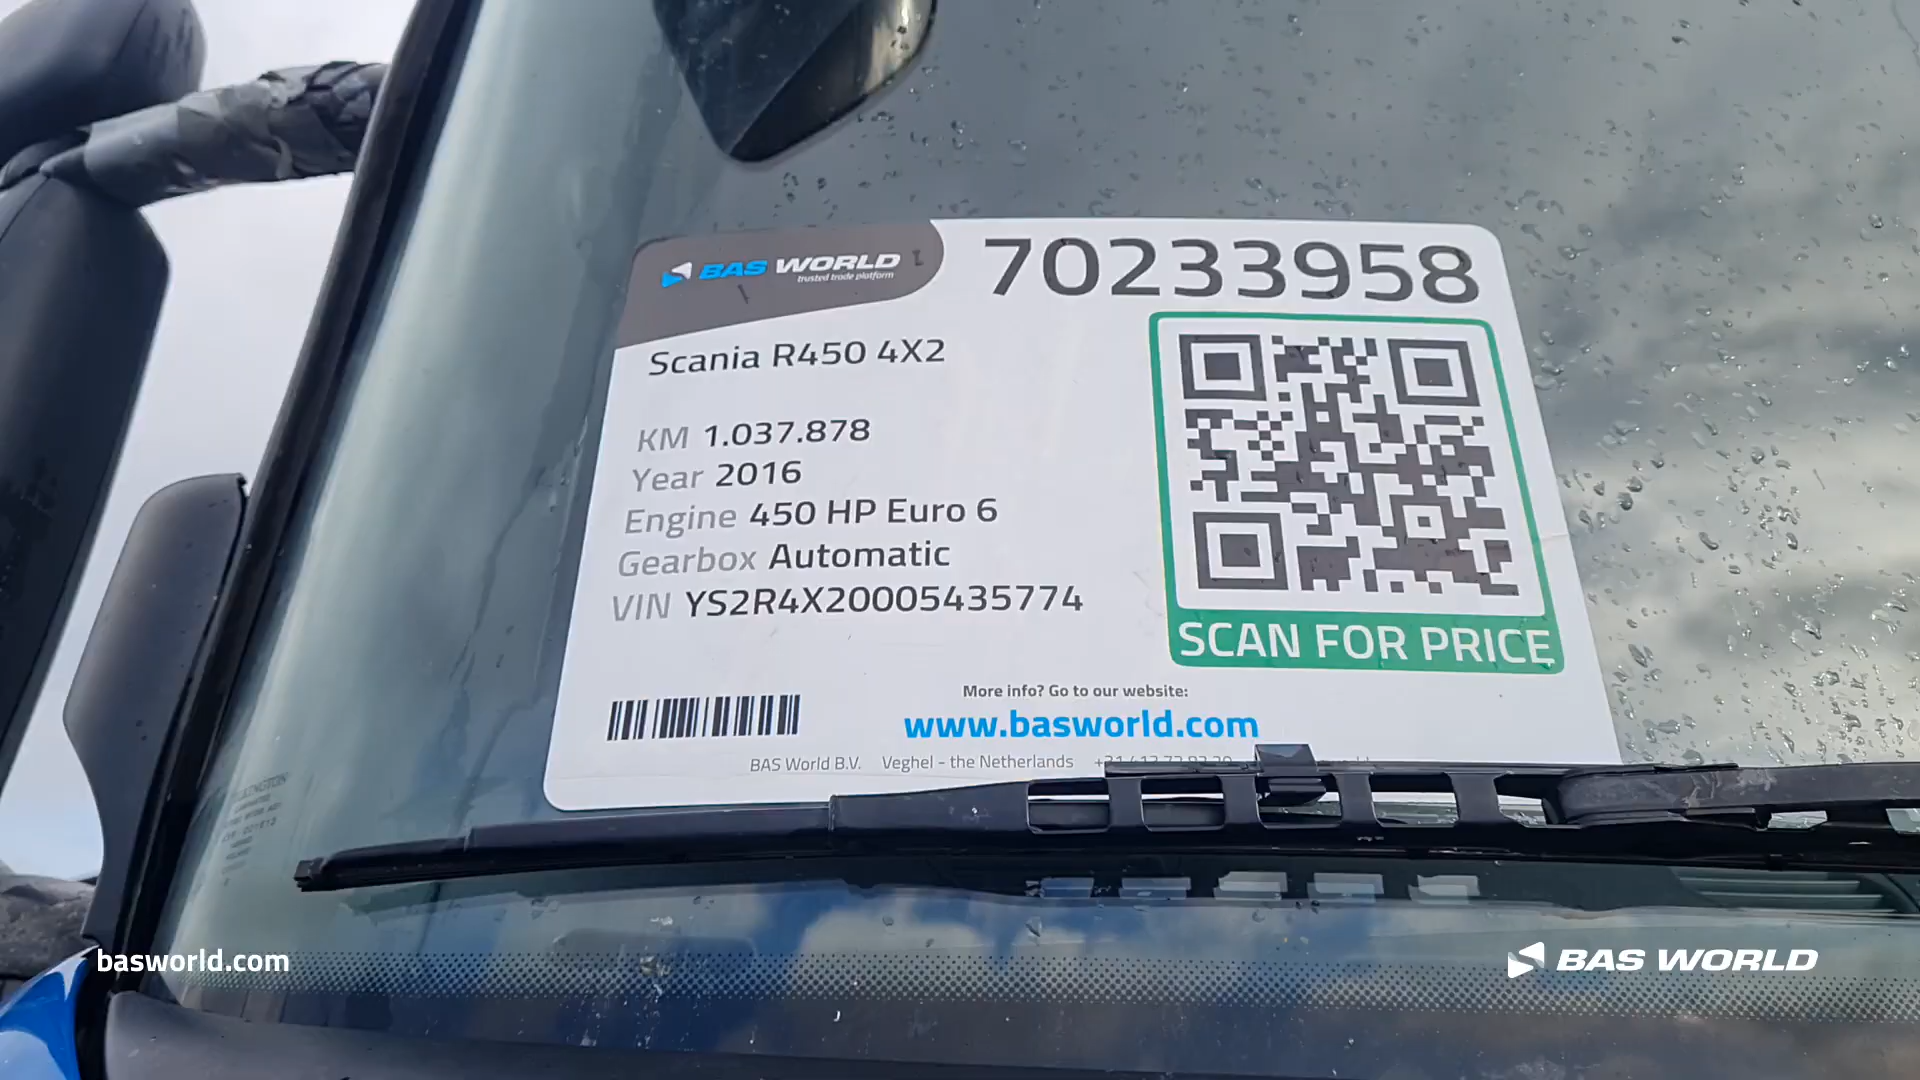 BAS WORLD
trusted trade platform
70233958
Scania R450 4X2
KM 1.037.878
Year 2016
Engine 450 HP Euro 6
Gearbox Automatic
VIN YS2R4X20005435774
SCAN FOR PRICE
More info? Go to our website:
www.basworld.com
BAS World B.V. Veghel - the Netherlands
basworld.com
BAS WORLD